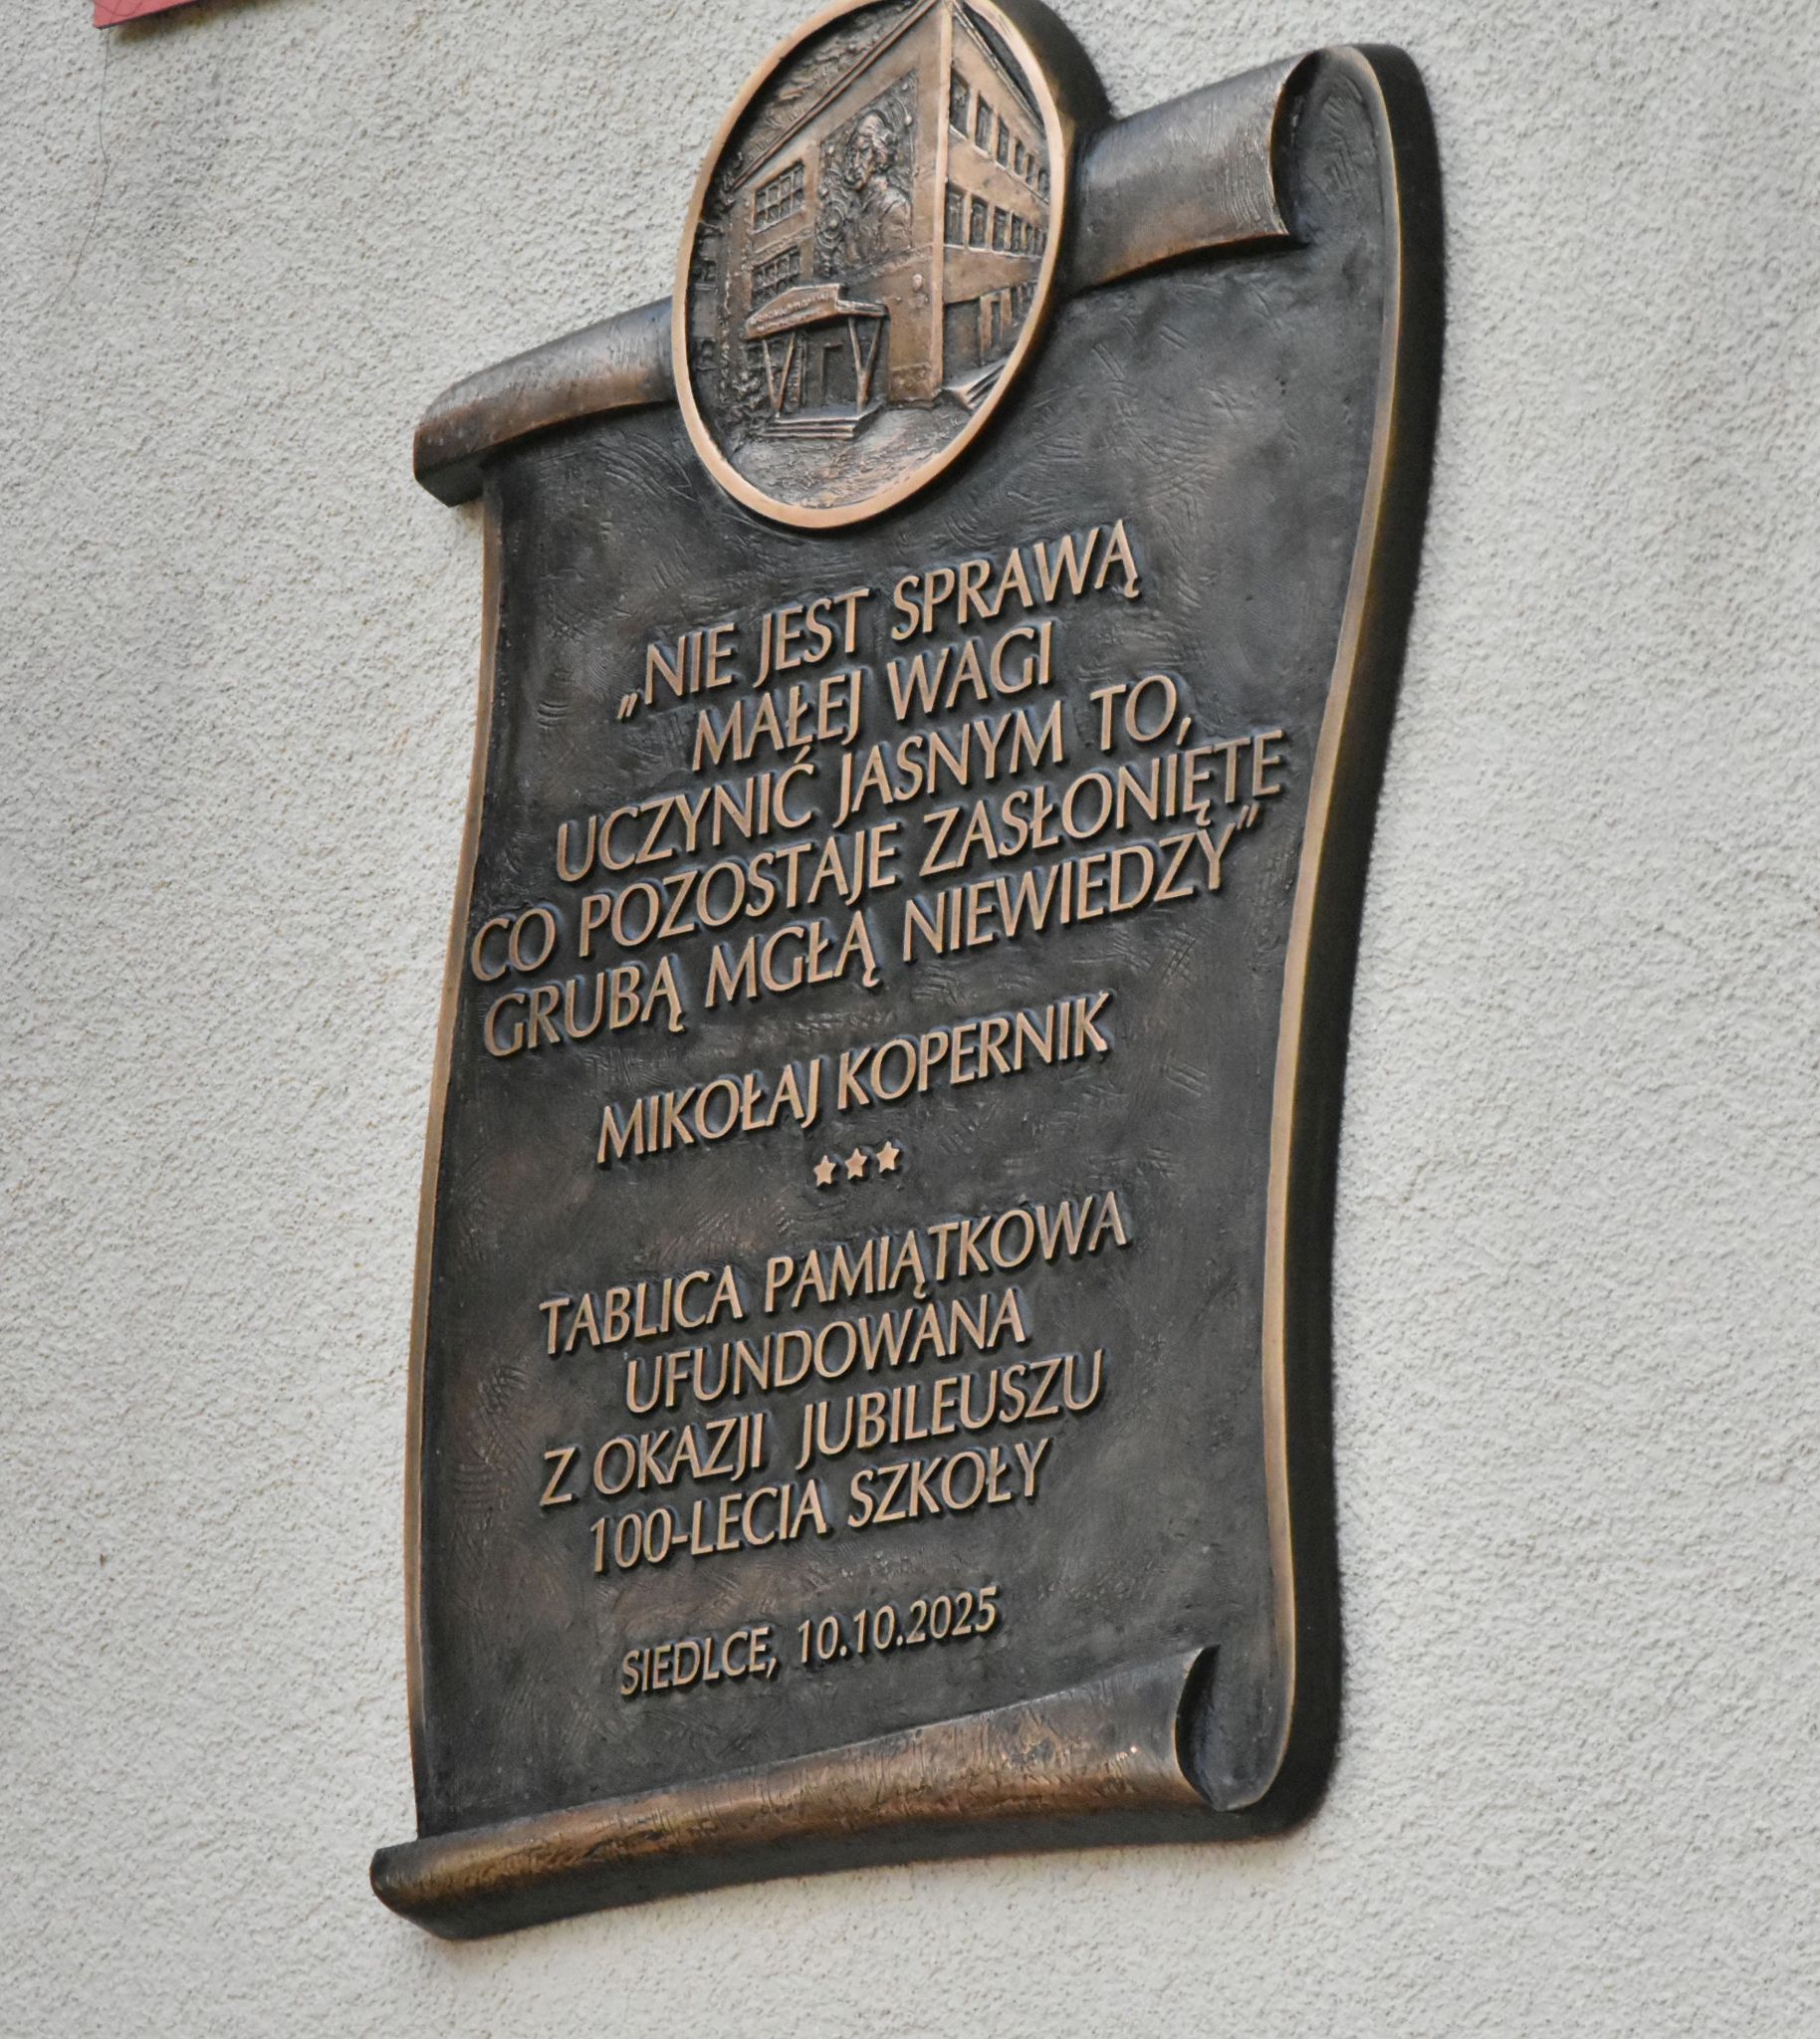 „NIE JEST SPRAWĄ
MAŁEJ WAGI
UCZYNIĆ JASNYM TO,
CO POZOSTAJE ZASŁONIĘTE
GRUBĄ MGŁĄ NIEWIEDZY”
MIKOŁAJ KOPERNIK
TABLICA PAMIĄTKOWA
UFUNDOWANA
Z OKAZJI JUBILEUSZU
100-LECIA SZKOŁY
SIEDLCE, 10.10.2025